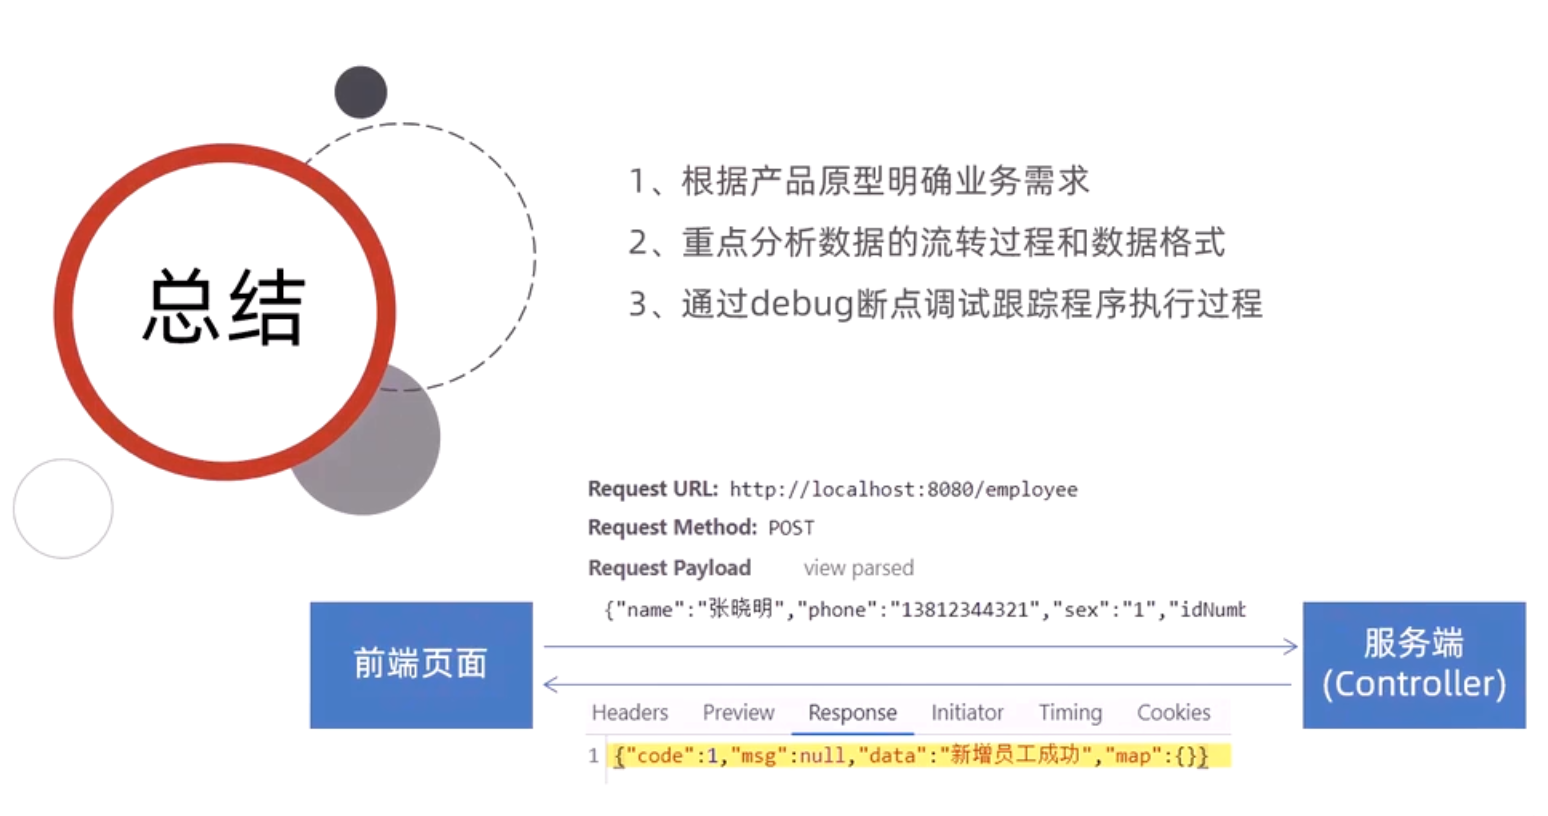 总结
1、根据产品原型明确业务需求
2、重点分析数据的流转过程和数据格式
3、通过debug断点调试跟踪程序执行过程
Request URL: http://localhost:8080/employee
Request Method: POST
Request Payload view parsed
{"name":"张晓明","phone":"13812344321","sex":"1","idNumb
前端页面
服务端
(Controller)
Headers Preview Response Initiator Timing Cookies
1 {"code":1,"msg":null,"data":"新增员工成功","map":{}}